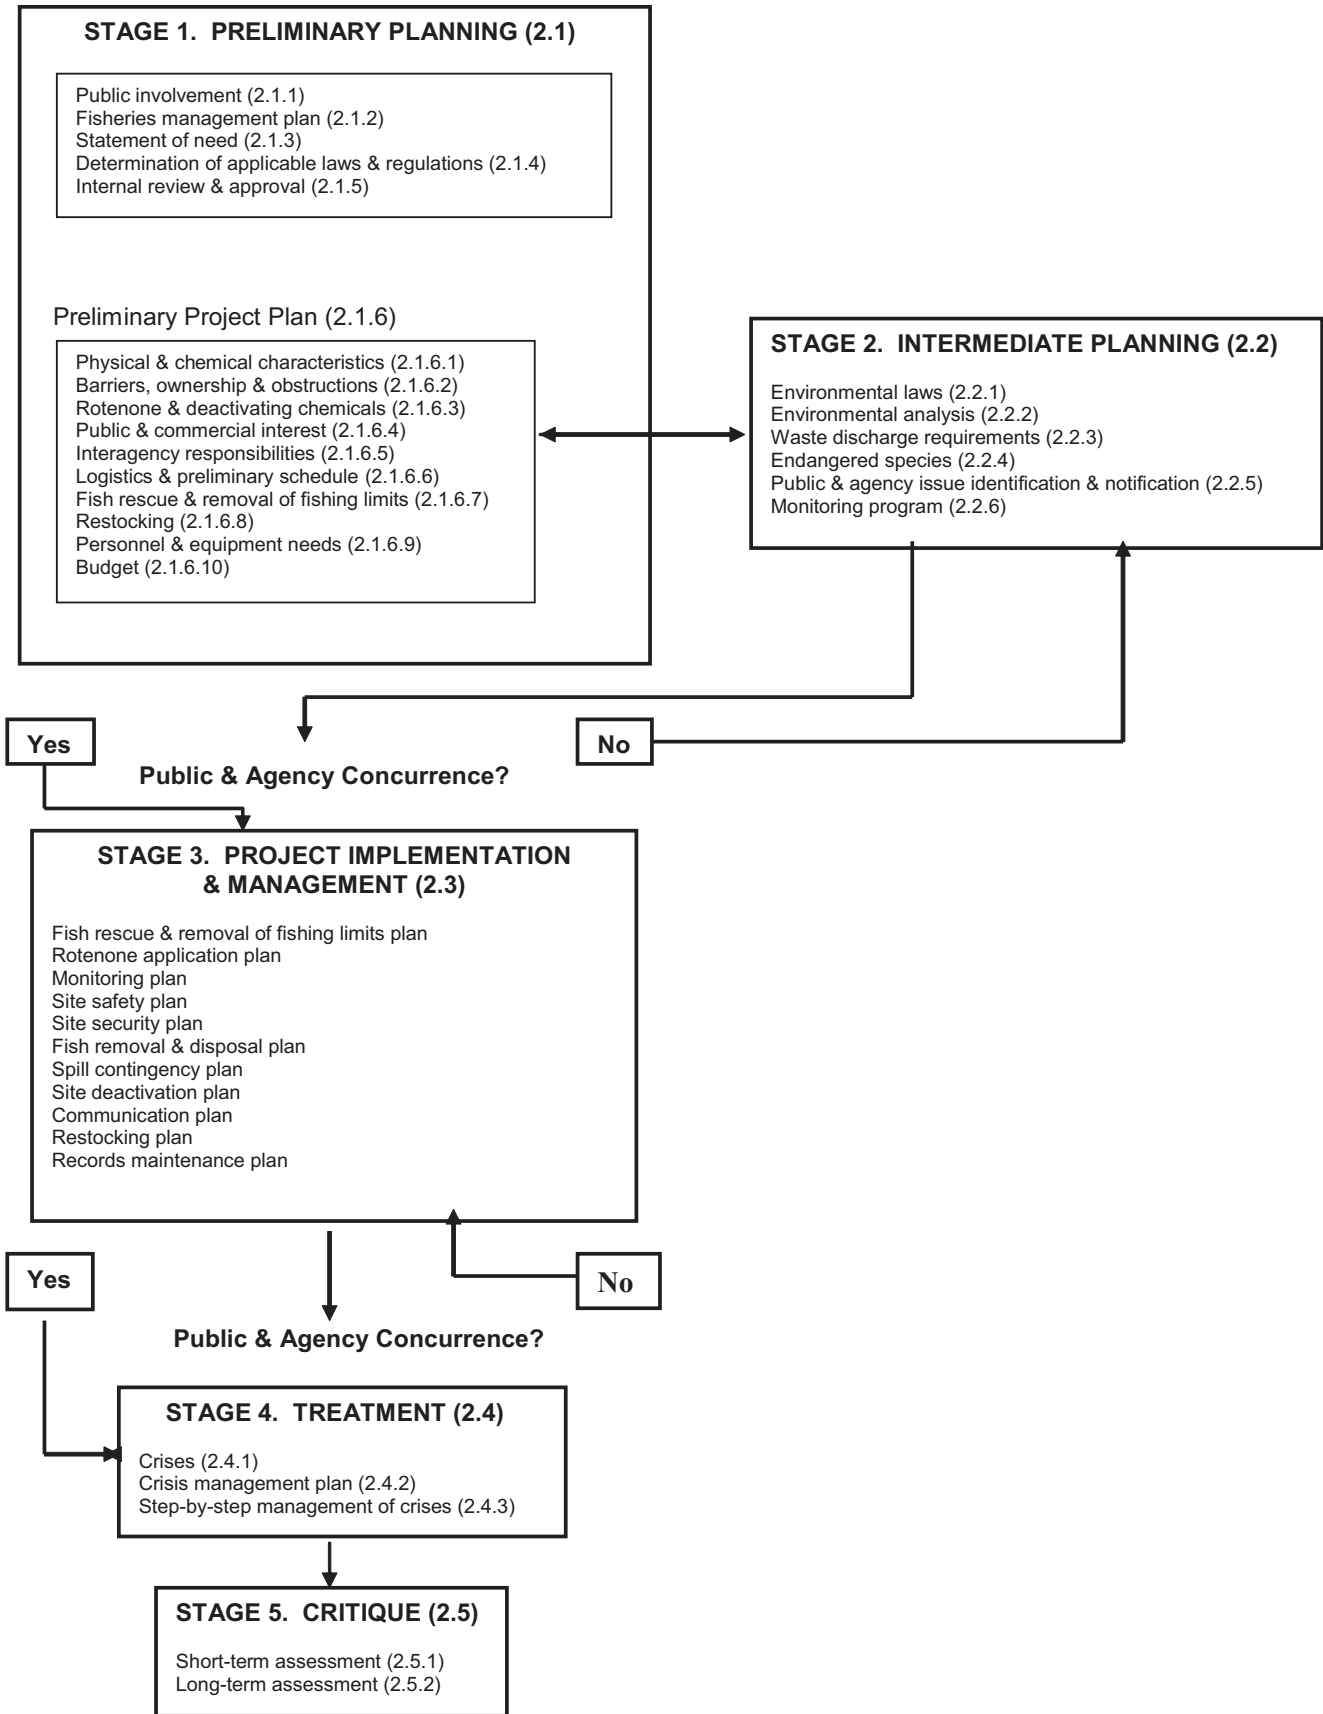 STAGE 1. PRELIMINARY PLANNING (2.1)
Public involvement (2.1.1)
Fisheries management plan (2.1.2)
Statement of need (2.1.3)
Determination of applicable laws & regulations (2.1.4)
Internal review & approval (2.1.5)
Preliminary Project Plan (2.1.6)
Physical & chemical characteristics (2.1.6.1)
Barriers, ownership & obstructions (2.1.6.2)
Rotenone & deactivating chemicals (2.1.6.3)
Public & commercial interest (2.1.6.4)
Interagency responsibilities (2.1.6.5)
Logistics & preliminary schedule (2.1.6.6)
Fish rescue & removal of fishing limits (2.1.6.7)
Restocking (2.1.6.8)
Personnel & equipment needs (2.1.6.9)
Budget (2.1.6.10)
STAGE 2. INTERMEDIATE PLANNING (2.2)
Environmental laws (2.2.1)
Environmental analysis (2.2.2)
Waste discharge requirements (2.2.3)
Endangered species (2.2.4)
Public & agency issue identification & notification (2.2.5)
Monitoring program (2.2.6)
Yes
No
Public & Agency Concurrence?
STAGE 3. PROJECT IMPLEMENTATION
& MANAGEMENT (2.3)
Fish rescue & removal of fishing limits plan
Rotenone application plan
Monitoring plan
Site safety plan
Site security plan
Fish removal & disposal plan
Spill contingency plan
Site deactivation plan
Communication plan
Restocking plan
Records maintenance plan
Yes
No
Public & Agency Concurrence?
STAGE 4. TREATMENT (2.4)
Crises (2.4.1)
Crisis management plan (2.4.2)
Step-by-step management of crises (2.4.3)
STAGE 5. CRITIQUE (2.5)
Short-term assessment (2.5.1)
Long-term assessment (2.5.2)